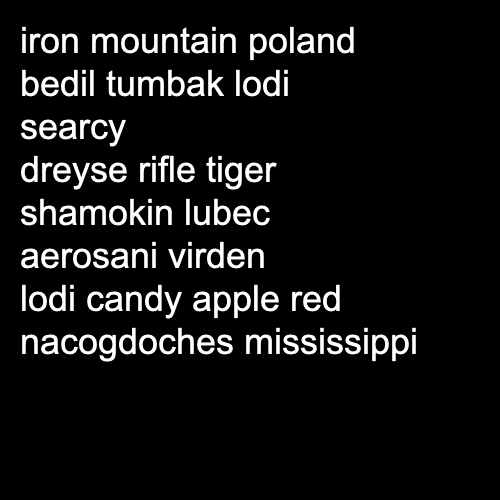 iron mountain poland
bedil tumbak lodi
searcy
dreyse rifle tiger
shamokin lubec
aerosani virden
lodi candy apple red
nacogdoches mississippi